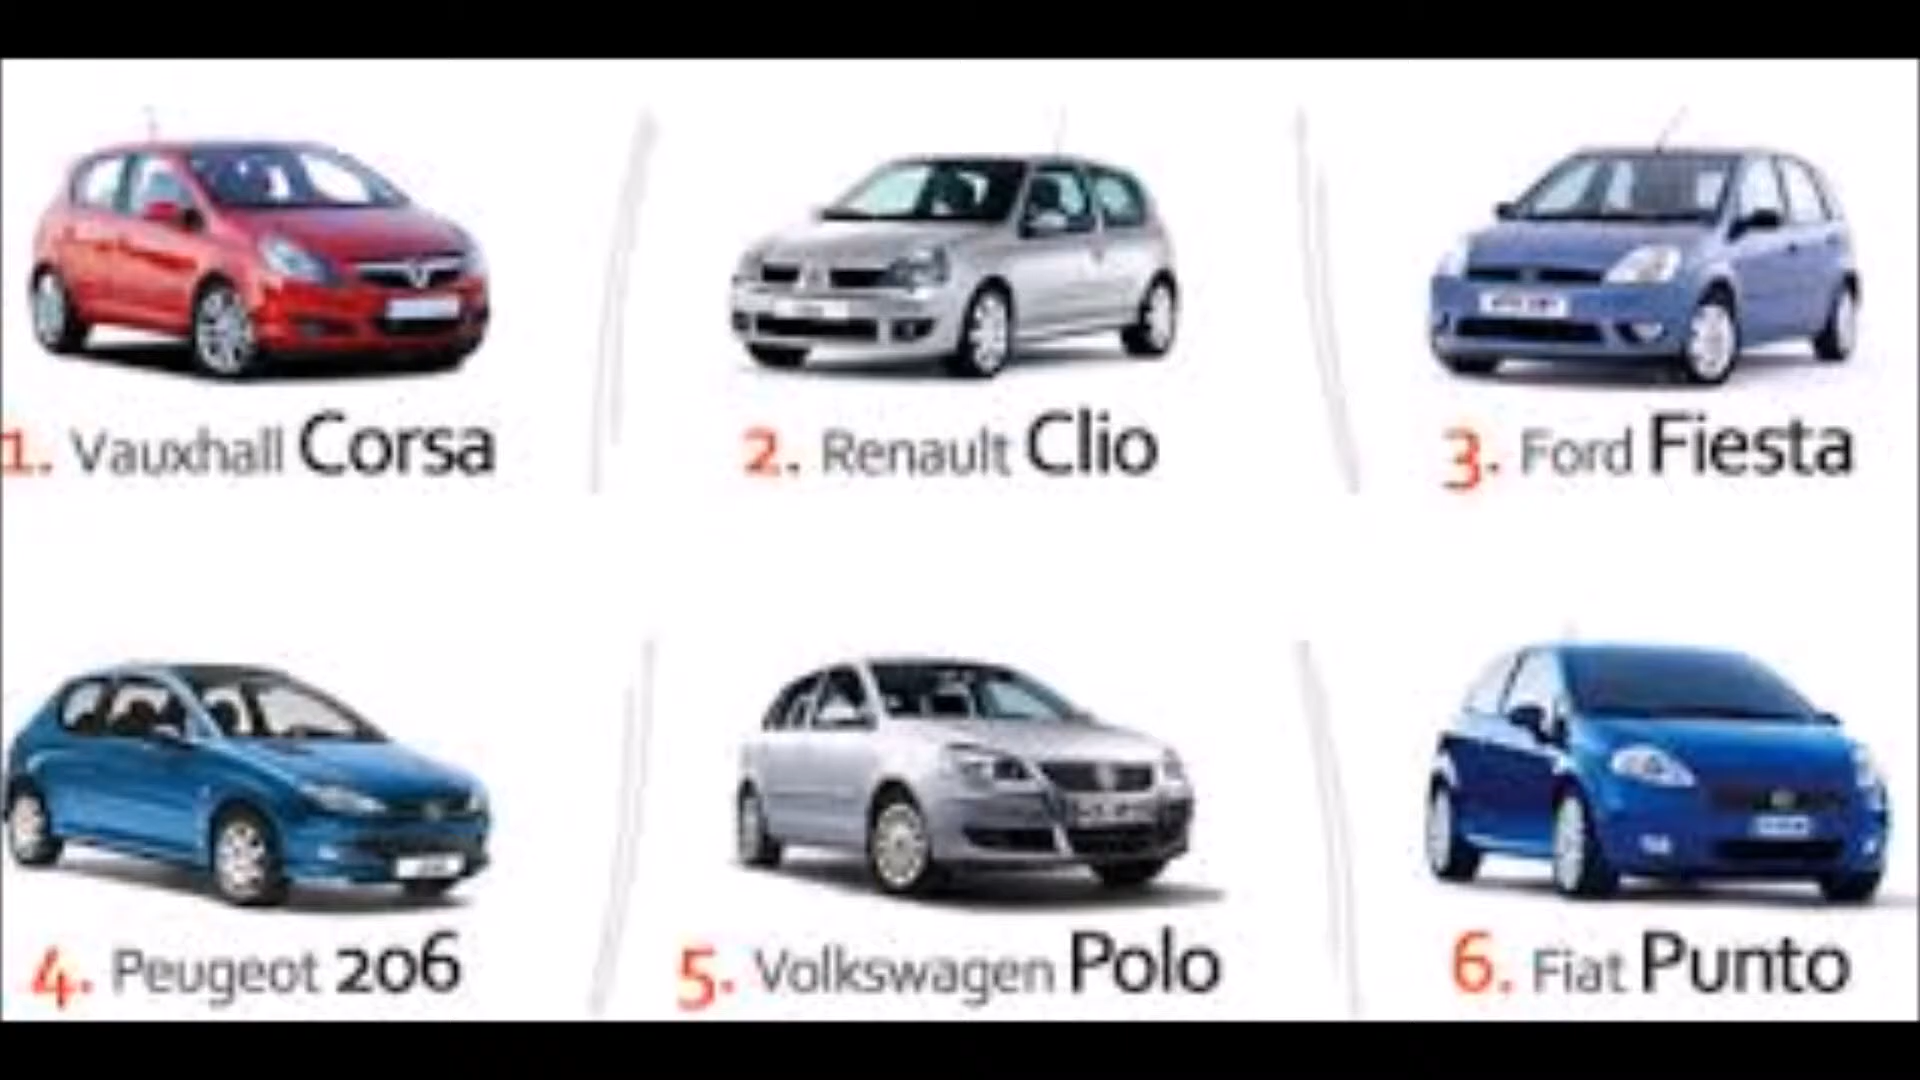 1. Vauxhall Corsa
2. Renault Clio
3. Ford Fiesta
4. Peugeot 206
5. Volkswagen Polo
6. Fiat Punto